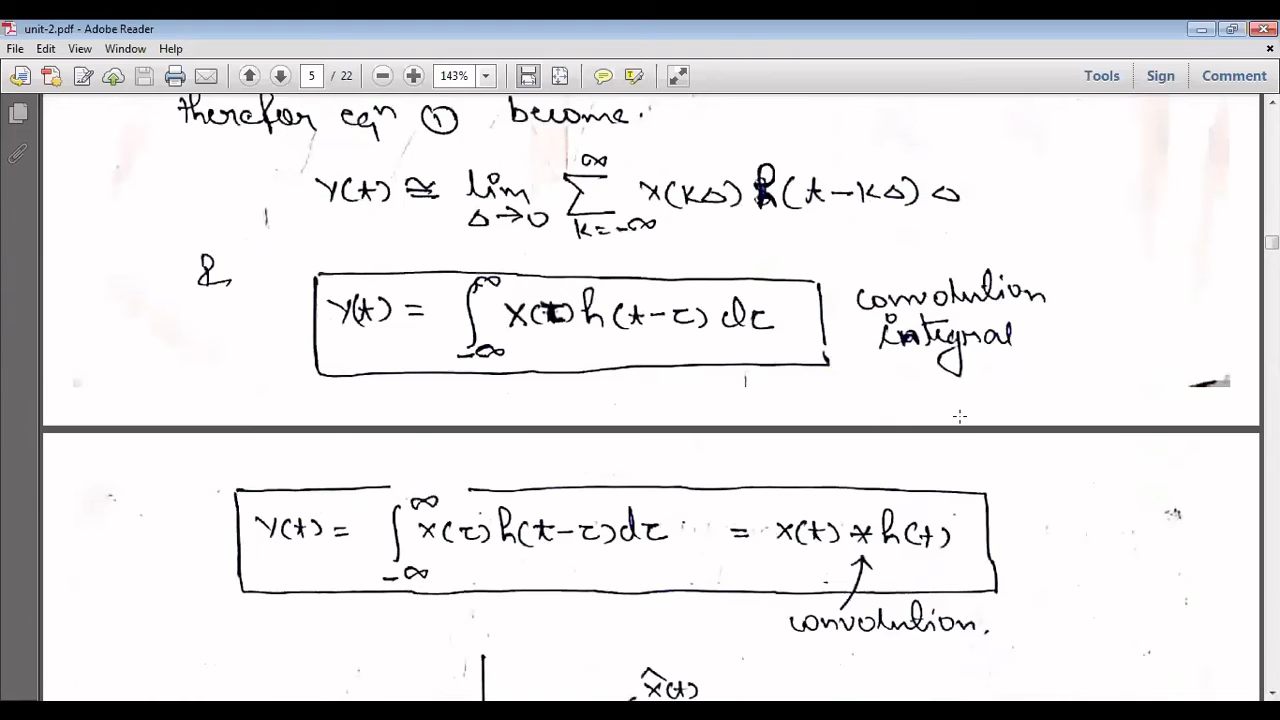 unit-2.pdf - Adobe Reader
File Edit View Window Help
5 / 22 143% Tools Sign Comment
therefor eqn ① become.
y(t) ≅ lim Δ→0 ∑ k=-∞ ∞ x(kΔ) h(t-kΔ) Δ
y(t) = ∫ -∞ +∞ x(τ) h(t-τ) dτ convolution
integral
y(t) = ∫ -∞ ∞ x(τ) h(t-τ) dτ = x(t) * h(t)
convolution.
x̂(t)